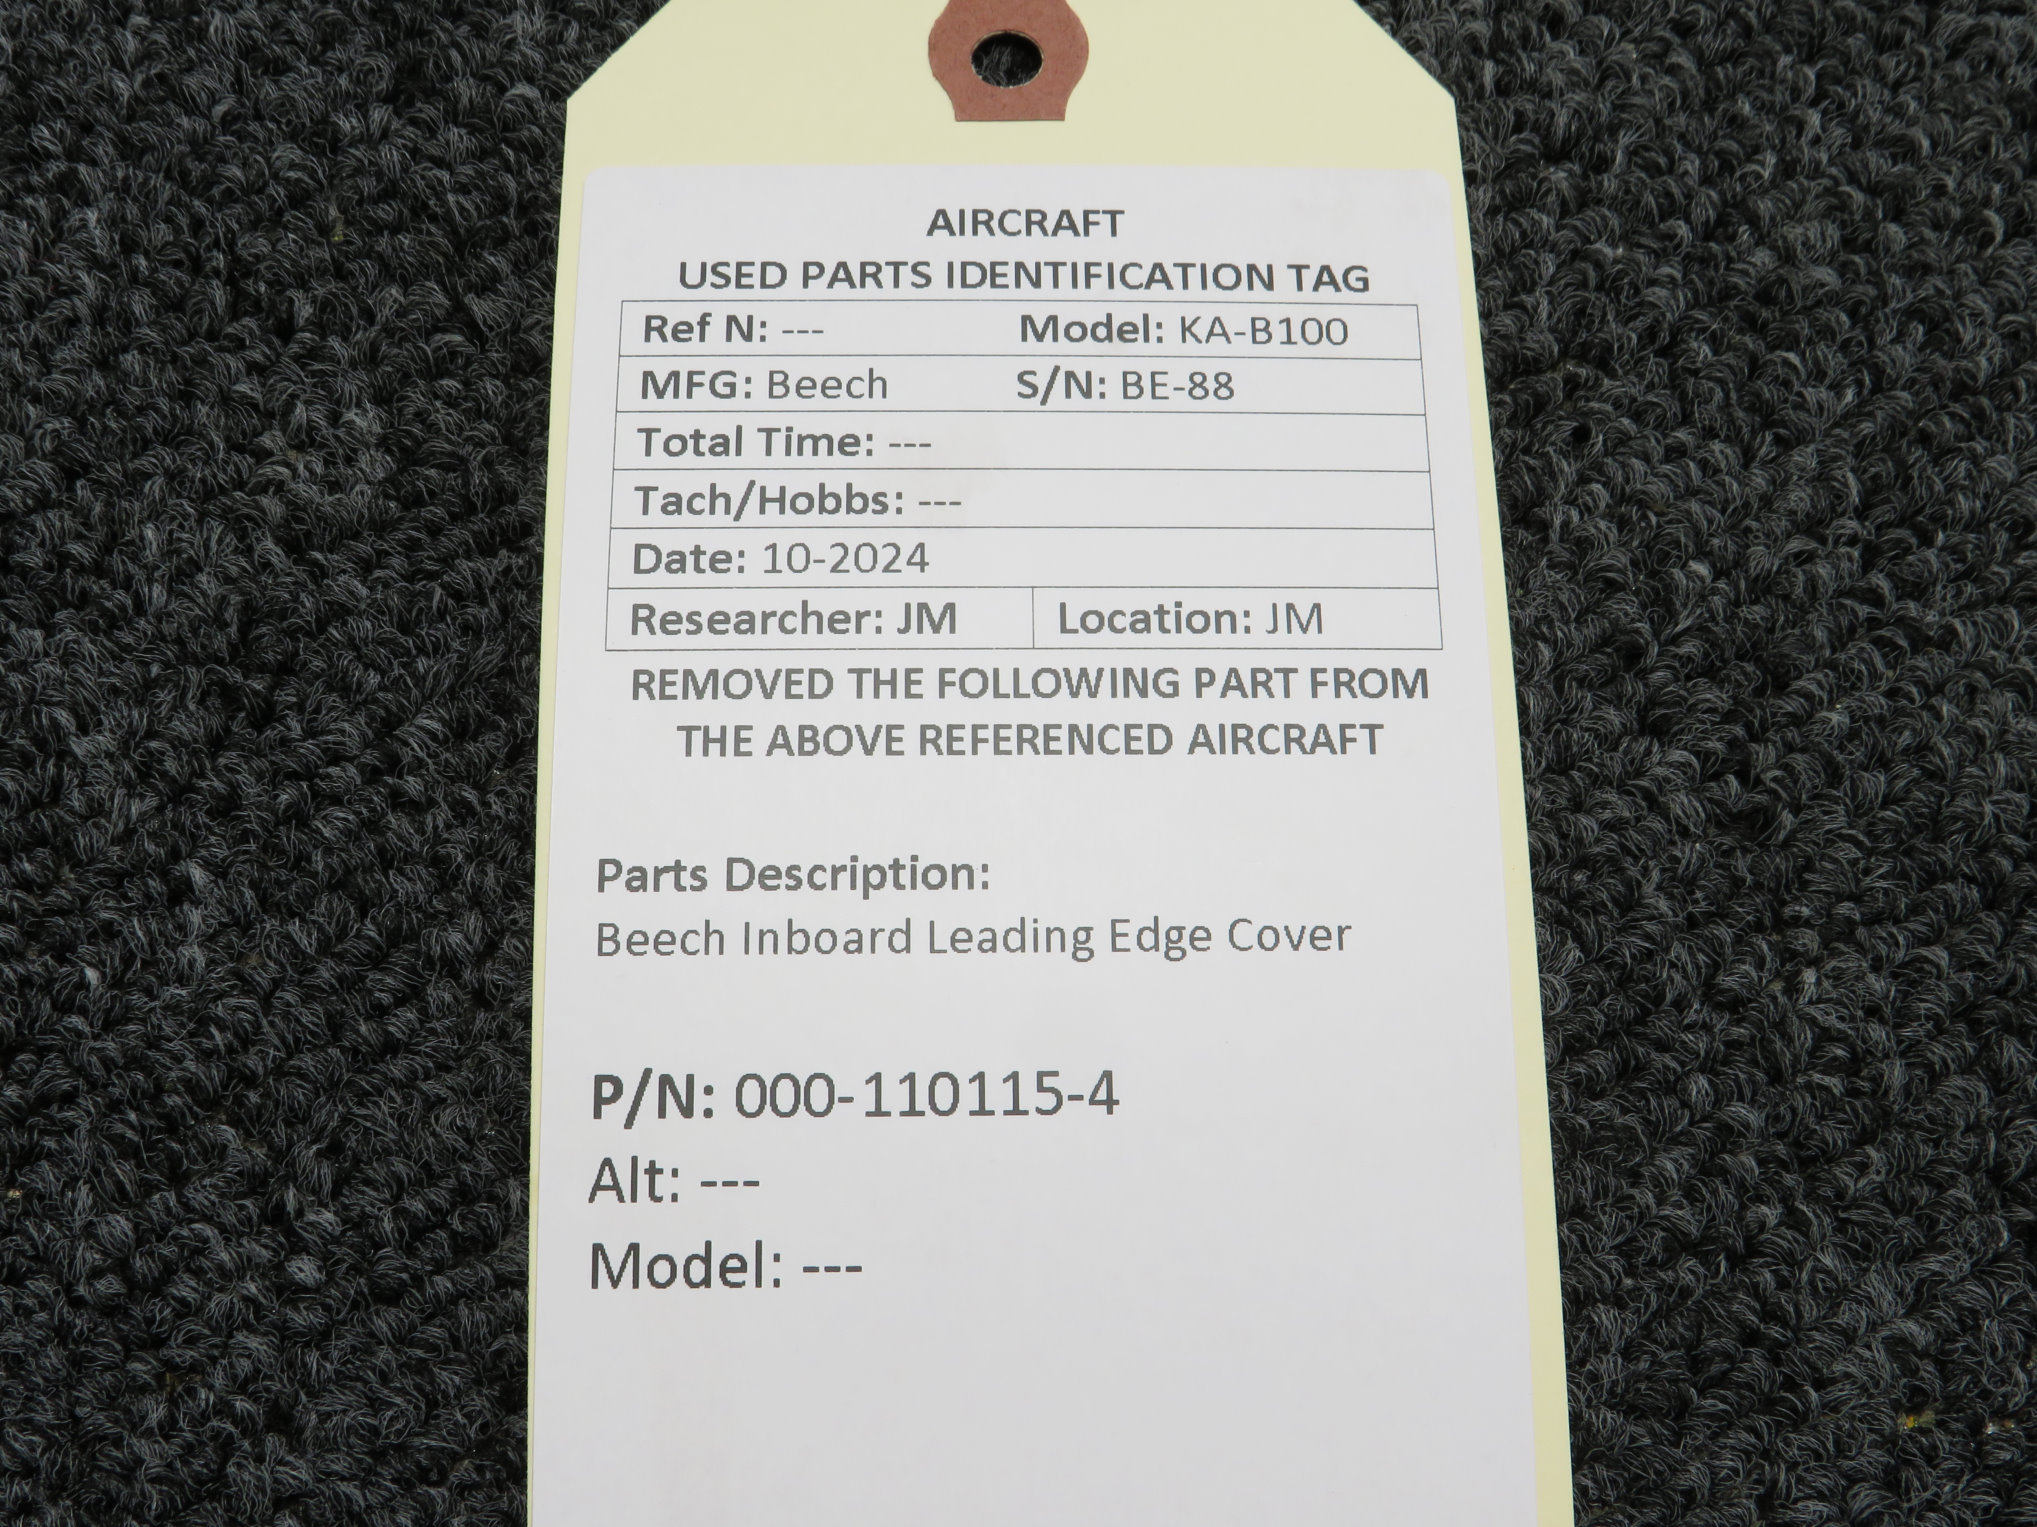 AIRCRAFT
USED PARTS IDENTIFICATION TAG
Ref N: --- Model: KA-B100
MFG: Beech S/N: BE-88
Total Time: ---
Tach/Hobbs: ---
Date: 10-2024
Researcher: JM Location: JM
REMOVED THE FOLLOWING PART FROM
THE ABOVE REFERENCED AIRCRAFT
Parts Description:
Beech Inboard Leading Edge Cover
P/N: 000-110115-4
Alt: ---
Model: ---